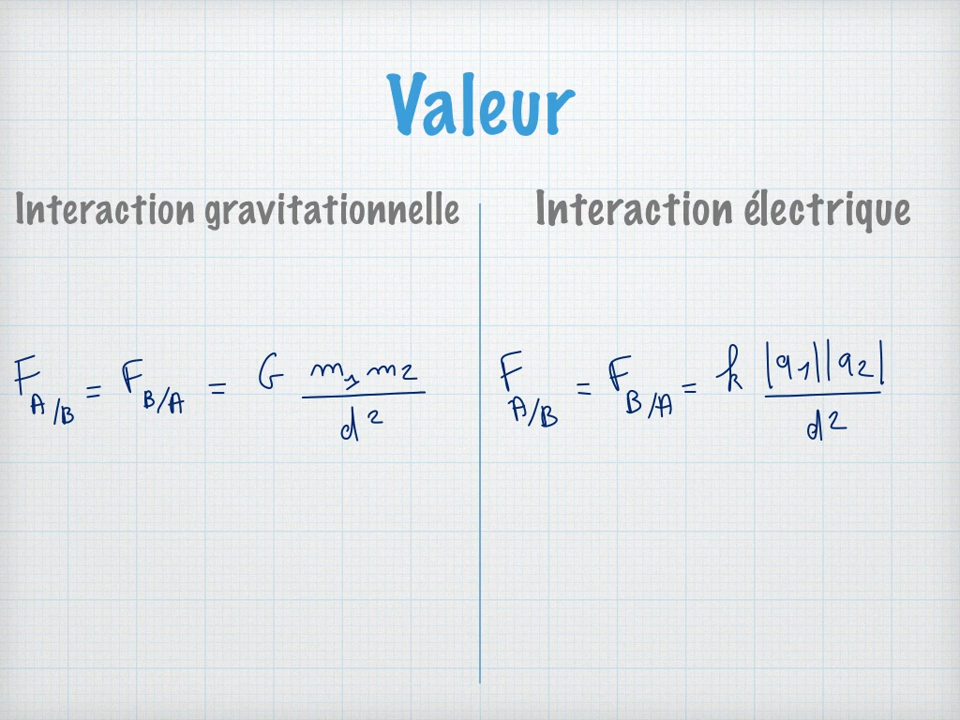 Valeur
Interaction gravitationnelle
F A/B = F B/A = G m1 m2 / d²
Interaction électrique
F A/B = F B/A = k |q1||q2| / d²